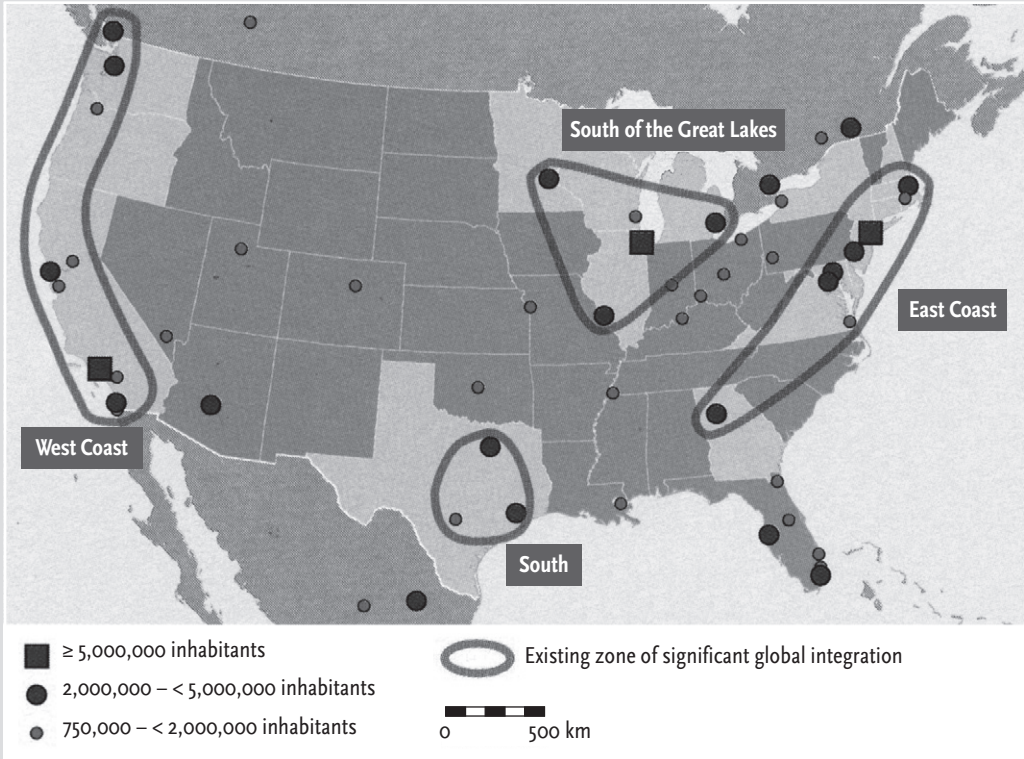 South of the Great Lakes
East Coast
West Coast
South
≥ 5,000,000 inhabitants
2,000,000 – < 5,000,000 inhabitants
750,000 – < 2,000,000 inhabitants
Existing zone of significant global integration
0 500 km